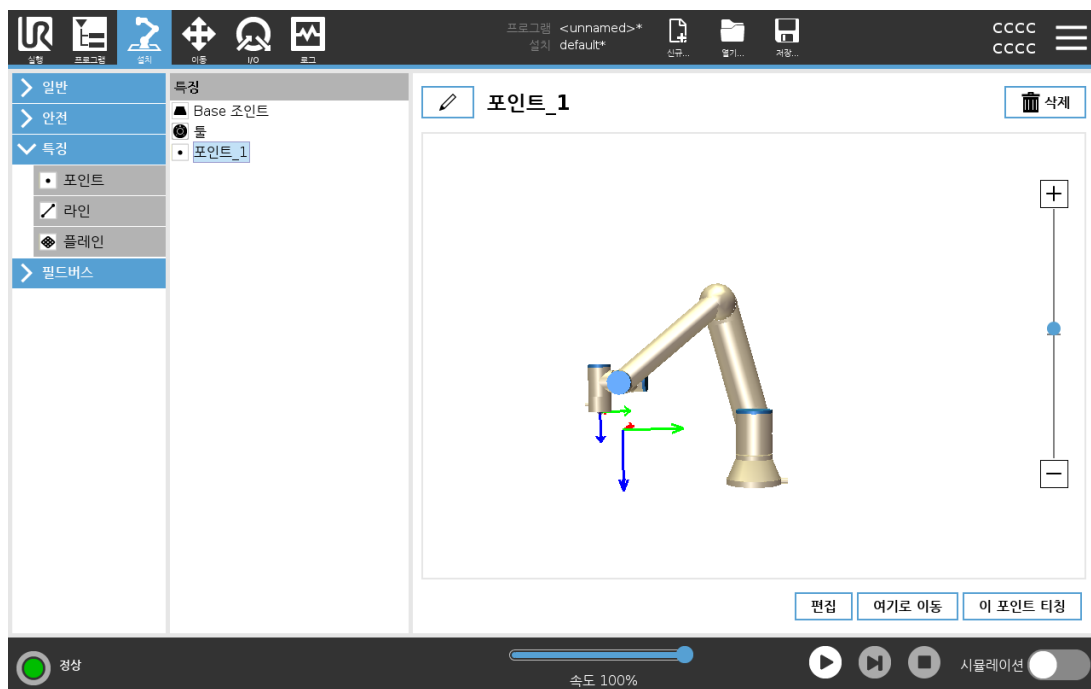 프로그램 <unnamed>*
설치 default*
UR
실행
프로그램
설치
이동
I/O
로그
신규...
열기...
저장...
cccc
cccc
일반
안전
특징
포인트
라인
플레인
필드버스
특징
Base 조인트
툴
포인트_1
포인트_1
삭제
편집
여기로 이동
이 포인트 티칭
정상
속도 100%
시뮬레이션